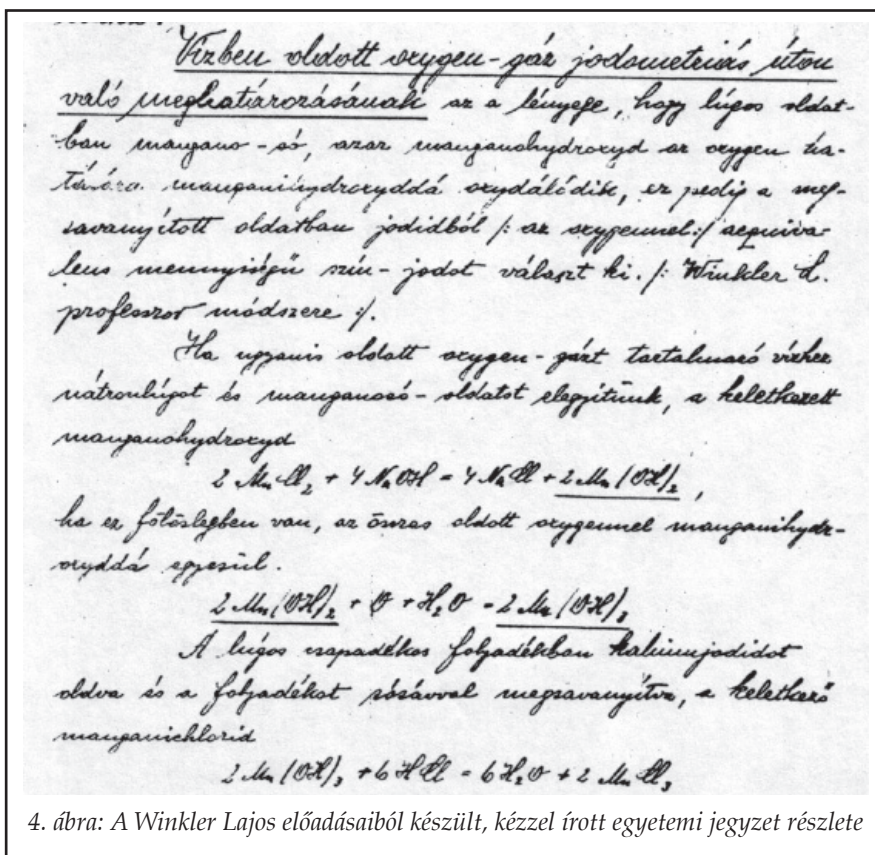 Vízben oldott oxygen-gáz jodometriás úton
való meghatározásának az a lényege, hogy lúgos oldat-
ban mangano-só, azaz manganohydroxyd az oxygen ha-
tására manganihydroxyddá oxydálódik, ez pedig a meg-
savanyított oldatban jodidból /: az oxygennel :/ aequiva-
lens mennyiségű szín-jodot választ ki. /: Winkler L.
professzor módszere :/.
Ha ugyanis oldott oxygen-gázt tartalmazó vízhez
nátronlúgot és manganosó-oldatot elegyítünk, a keletkezett
manganohydroxyd
2 MnCl₂ + 4 NaOH = 4 NaCl + 2 Mn(OH)₂,
ha ez fölöslegben van, az összes oldott oxygennel manganihydr-
oxyddá egyesül.
2 Mn(OH)₂ + O + H₂O = 2 Mn(OH)₃
A lúgos csapadékos folyadékban kaliumjodidot
oldva és a folyadékot sósavval megsavanyítva, a keletkező
manganichlorid
2 Mn(OH)₃ + 6 HCl = 6 H₂O + 2 MnCl₃
4. ábra: A Winkler Lajos előadásaiból készült, kézzel írott egyetemi jegyzet részlete